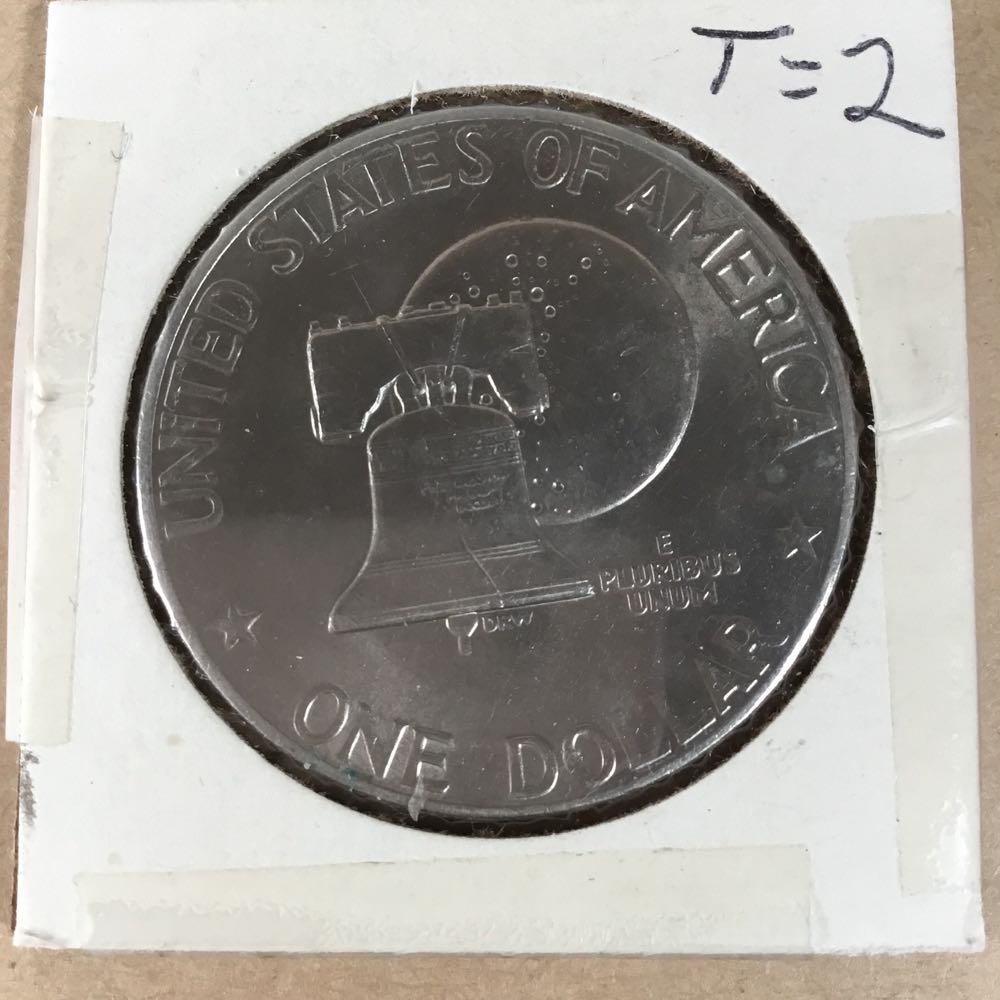 T=2
UNITED STATES OF AMERICA
E
PLURIBUS
UNUM
DRW
ONE DOLLAR